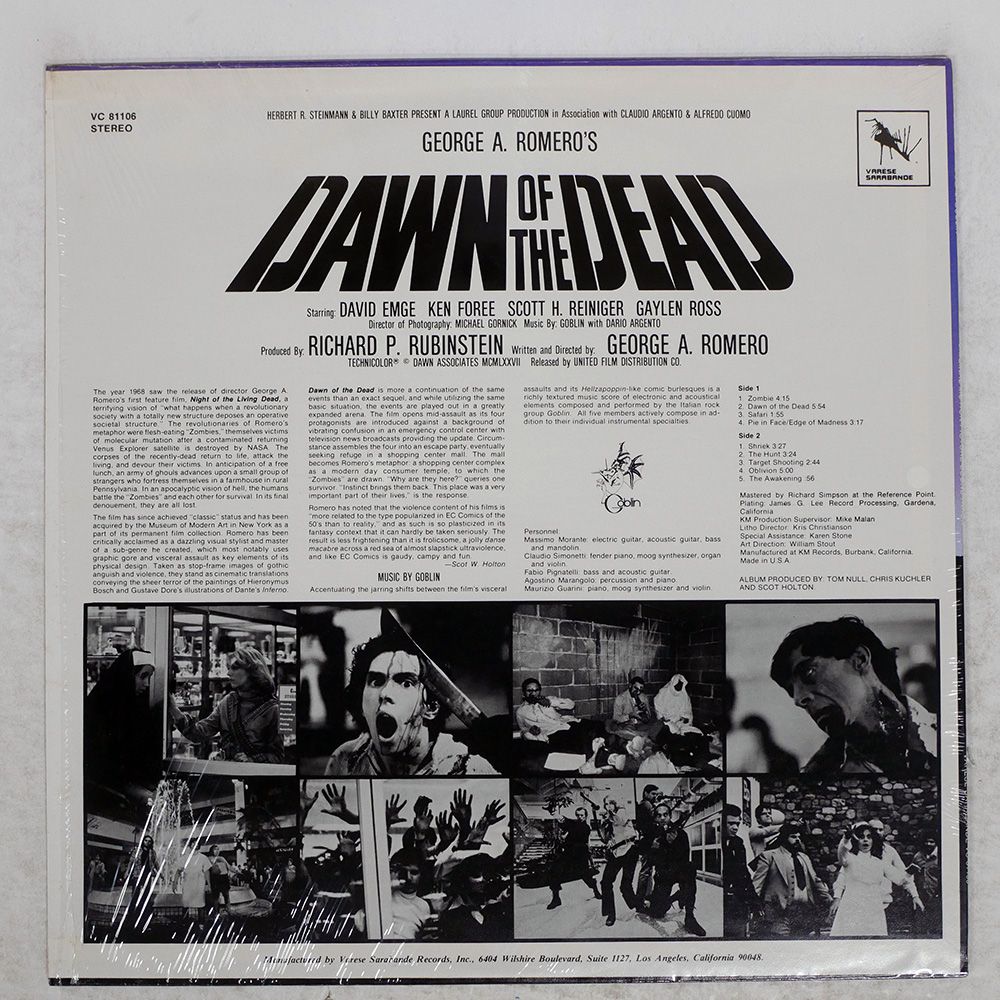 VC 81106
STEREO
HERBERT R. STEINMANN & BILLY BAXTER PRESENT A LAUREL GROUP PRODUCTION in Association with CLAUDIO ARGENTO & ALFREDO CUOMO
GEORGE A. ROMERO'S
VARESE
SARABANDE
DAWN OF THE DEAD
Starring: DAVID EMGE KEN FOREE SCOTT H. REINIGER GAYLEN ROSS
Director of Photography: MICHAEL GORNICK Music By: GOBLIN with DARIO ARGENTO
Produced By: RICHARD P. RUBINSTEIN Written and Directed by: GEORGE A. ROMERO
TECHNICOLOR® © DAWN ASSOCIATES MCMLXXVII Released by UNITED FILM DISTRIBUTION CO.
The year 1968 saw the release of director George A.
Romero's first feature film, Night of the Living Dead, a
terrifying vision of "what happens when a revolutionary
society with a totally new structure deposes an operative
societal structure." The revolutionaries of Romero's
metaphor were flesh-eating "Zombies," themselves victims
of molecular mutation after a contaminated returning
Venus Explorer satellite is destroyed by NASA. The
corpses of the recently-dead return to life, attack the
living, and devour their victims. In anticipation of a free
lunch, an army of ghouls advances upon a small group of
strangers who fortress themselves in a farmhouse in rural
Pennsylvania. In an apocalyptic vision of hell, the humans
battle the "Zombies" and each other for survival. In its final
denouement, they are all lost.
The film has since achieved "classic" status and has been
acquired by the Museum of Modern Art in New York as a
part of its permanent film collection. Romero has been
critically acclaimed as a dazzling visual stylist and master
of a sub-genre he created, which most notably uses
graphic gore and visceral assault as key elements of its
physical design. Taken as stop-frame images of gothic
anguish and violence, they stand as cinematic translations
conveying the sheer terror of the paintings of Hieronymus
Bosch and Gustave Dore's illustrations of Dante's Inferno.
Dawn of the Dead is more a continuation of the same
events than an exact sequel, and while utilizing the same
basic situation, the events are played out in a greatly
expanded arena. The film opens mid-assault as its four
protagonists are introduced against a background of
vibrating confusion in an emergency control center with
television news broadcasts providing the update. Circum-
stance assembles the four into an escape party, eventually
seeking refuge in a shopping center mall. The mall
becomes Romero's metaphor: a shopping center complex
as a modern day consumer temple, to which the
"Zombies" are drawn. "Why are they here?" queries one
survivor. "Instinct brings them back. This place was a very
important part of their lives," is the response.
Romero has noted that the violence content of his films is
"more related to the type popularized in EC Comics of the
50's than to reality," and as such is so plasticized in its
fantasy context that it can hardly be taken seriously. The
result is less frightening than it is frolicsome, a jolly danse
macabre across a red sea of almost slapstick ultraviolence,
and like EC Comics is gaudy, campy and fun.
—Scot W. Holton
MUSIC BY GOBLIN
Accentuating the jarring shifts between the film's visceral
assaults and its Hellzapoppin-like comic burlesques is a
richly textured music score of electronic and acoustical
elements composed and performed by the Italian rock
group Goblin. All five members actively compose in ad-
dition to their individual instrumental specialties.
Goblin
Personnel
Massimo Morante: electric guitar, acoustic guitar, bass
and mandolin.
Claudio Simonetti: fender piano, moog synthesizer, organ
and violin.
Fabio Pignatelli: bass and acoustic guitar.
Agostino Marangolo: percussion and piano.
Maurizio Guarini: piano, moog synthesizer and violin.
Side 1
1. Zombie 4:15
2. Dawn of the Dead 5:54
3. Safari 1:55
4. Pie in Face/Edge of Madness 3:17
Side 2
1. Shriek 3:27
2. The Hunt 3:24
3. Target Shooting 2:44
4. Oblivion 5:00
5. The Awakening :56
Mastered by Richard Simpson at the Reference Point.
Plating: James G. Lee Record Processing, Gardena,
California
KM Production Supervisor: Mike Malan
Litho Director: Kris Christianian
Special Assistance: Karen Stone
Art Direction: William Stout
Manufactured at KM Records, Burbank, California.
Made in U.S.A
ALBUM PRODUCED BY: TOM NULL, CHRIS KUCHLER
AND SCOT HOLTON.
Manufactured by Varese Sarabande Records, Inc., 6404 Wilshire Boulevard, Suite 1127, Los Angeles, California 90048.